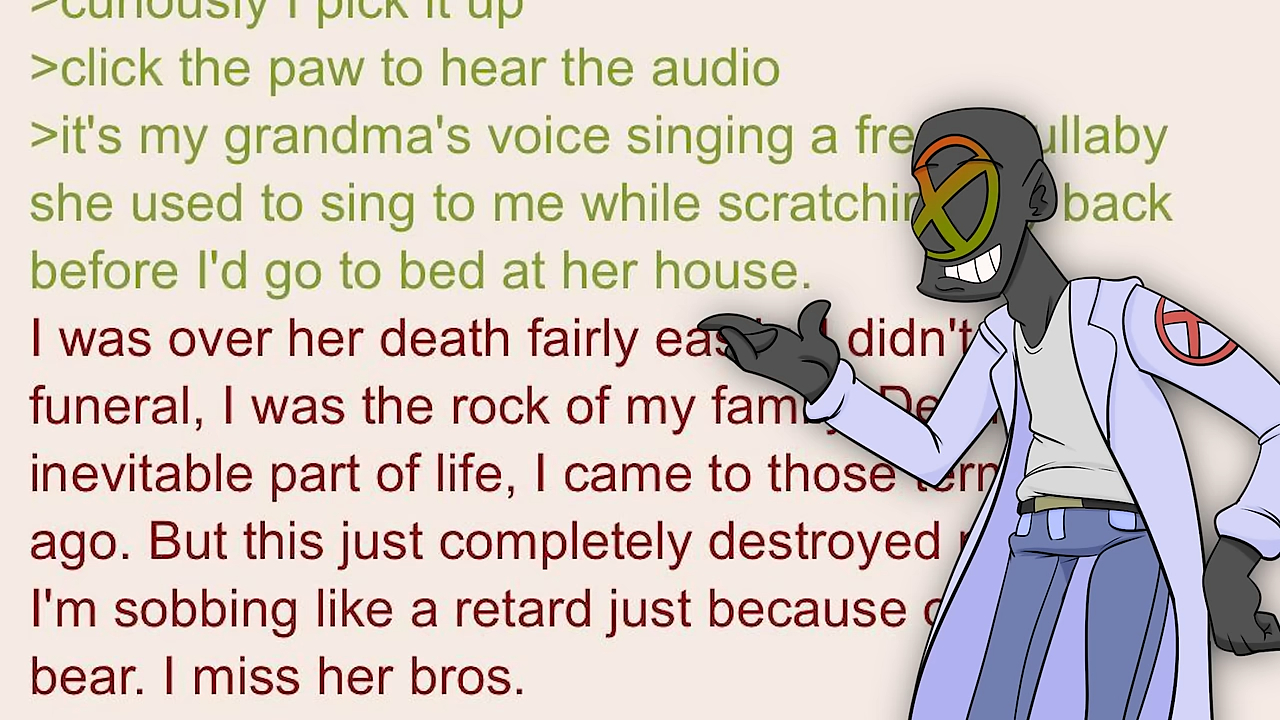 >curiously I pick it up
>click the paw to hear the audio
>it's my grandma's voice singing a
she used to sing to me while back
before I'd go to bed at her house.
I was over her death fairly didn't
funeral, I was the rock of my
inevitable part of life, I came to those
ago. But this just completely destroyed
I'm sobbing like a retard just because
bear. I miss her bros.